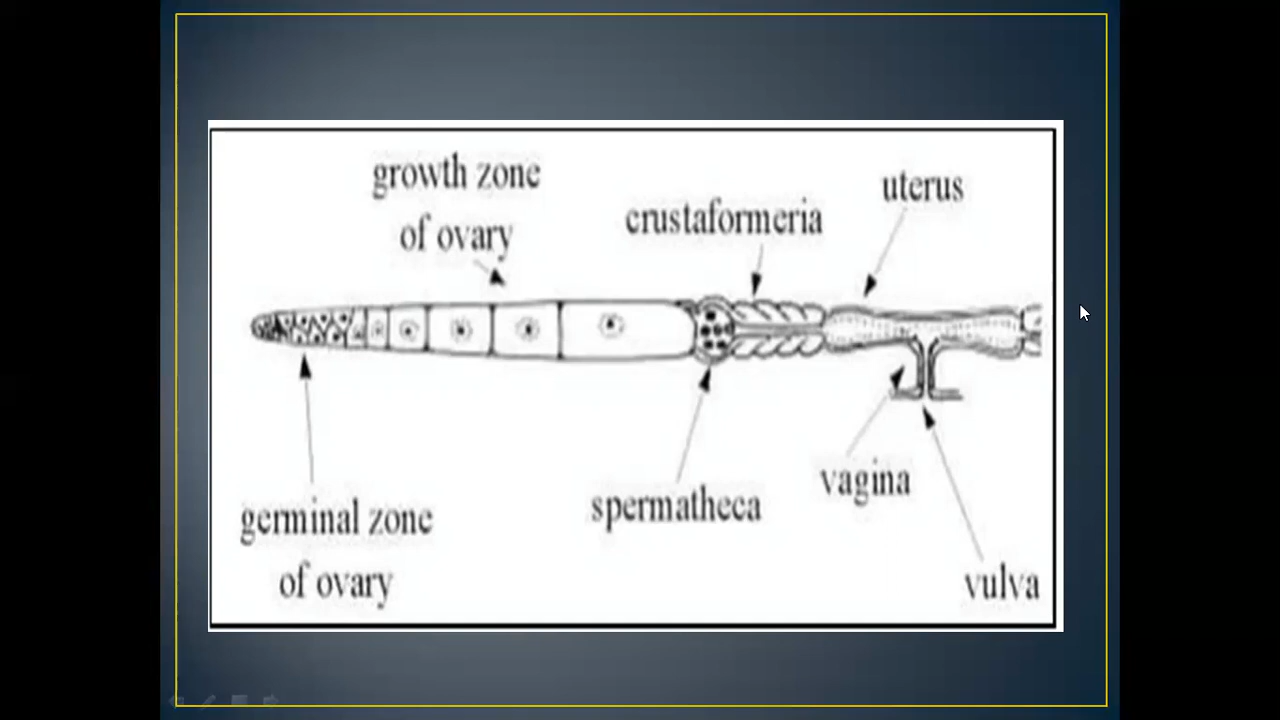 growth zone
of ovary
crustaformeria
uterus
germinal zone
of ovary
spermatheca
vagina
vulva